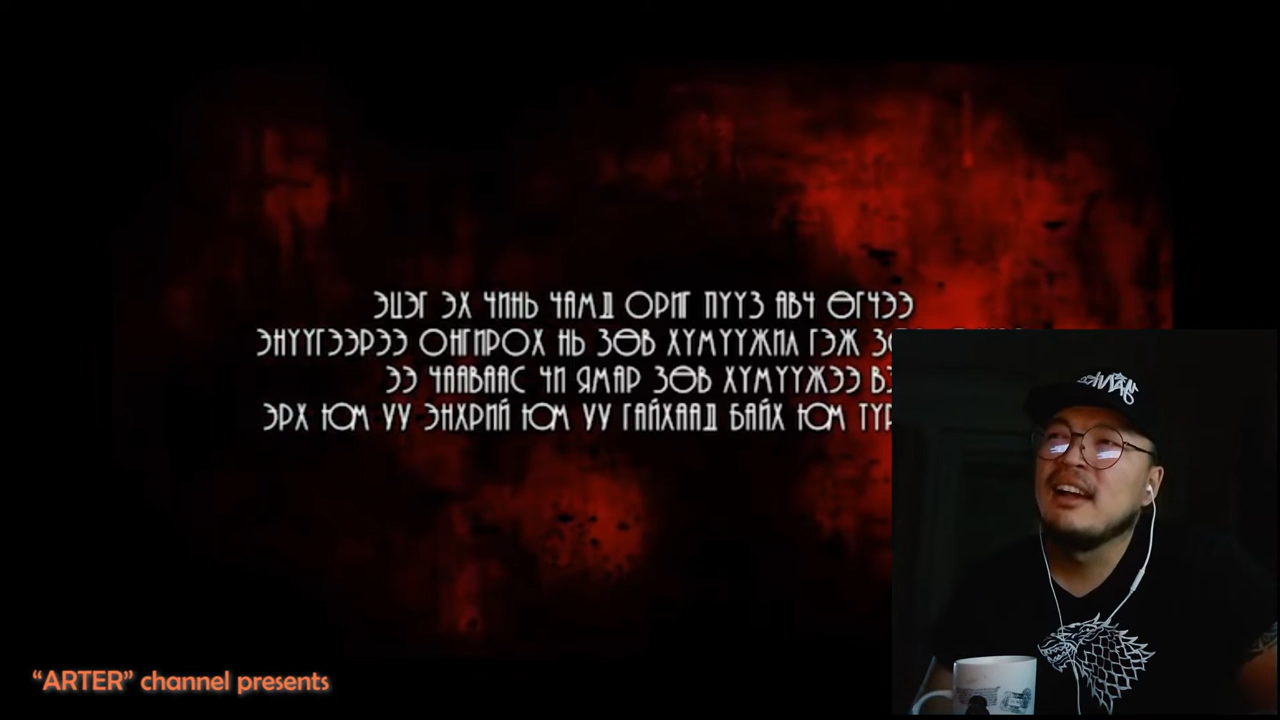 ЭЦЭГ ЭХ ЧИНЬ ЧАМД ОРИГ ПҮҮЗ АВЧ ӨГЧЭЭ
ЭНҮҮГЭЭРЭЭ ОНГИРОХ НЬ ЗӨВ ХҮМҮҮЖИЛ ГЭЖ
ЭЭ ЧААВААС ЧИ ЯМАР ЗӨВ ХҮМҮҮЖЭЭ
ЭРХ ЮМ УУ ЭНХРИЙ ЮМ УУ ГАЙХААД БАЙХ ЮМ
“ARTER” channel presents